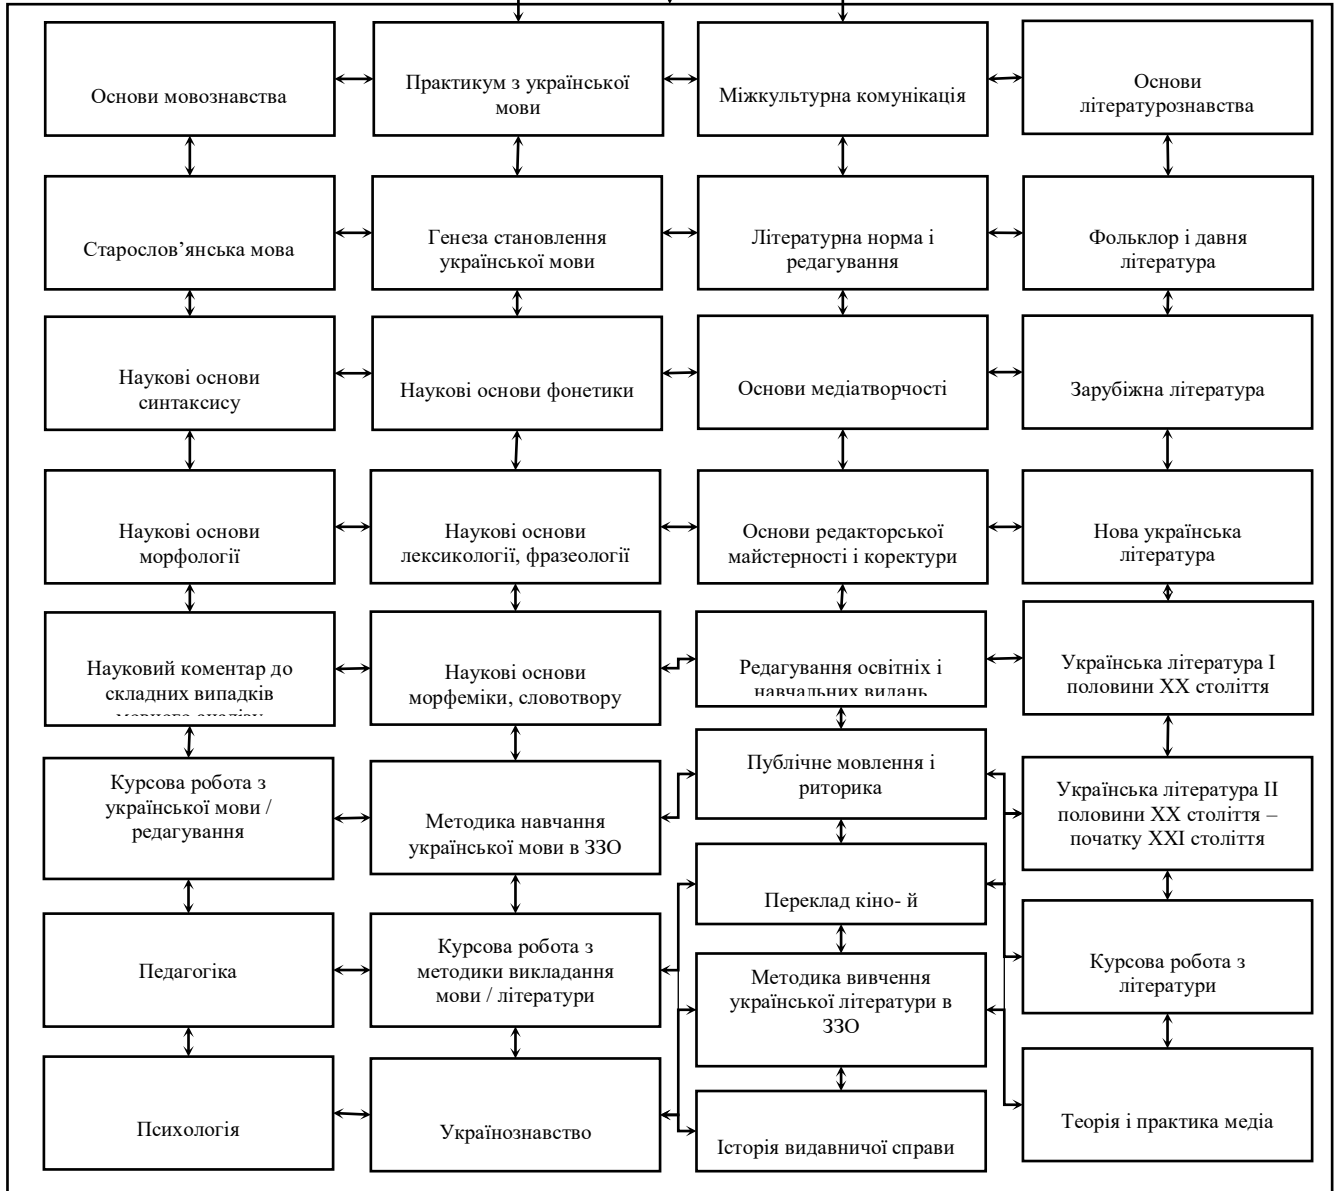 Основи мовознавства
Практикум з української
мови
Міжкультурна комунікація
Основи
літературознавства
Старослов’янська мова
Генеза становлення
української мови
Літературна норма і
редагування
Фольклор і давня
література
Наукові основи
синтаксису
Наукові основи фонетики
Основи медіатворчості
Зарубіжна література
Наукові основи
морфології
Наукові основи
лексикології, фразеології
Основи редакторської
майстерності і коректури
Нова українська
література
Науковий коментар до
складних випадків
Наукові основи
морфеміки, словотвору
Редагування освітніх і
навчальних видань
Українська література І
половини ХХ століття
Курсова робота з
української мови /
редагування
Методика навчання
української мови в ЗЗО
Публічне мовлення і
риторика
Українська література ІІ
половини ХХ століття –
початку ХХІ століття
Переклад кіно- й
Педагогіка
Курсова робота з
методики викладання
мови / літератури
Методика вивчення
української літератури в
ЗЗО
Курсова робота з
літератури
Психологія
Українознавство
Історія видавничої справи
Теорія і практика медіа